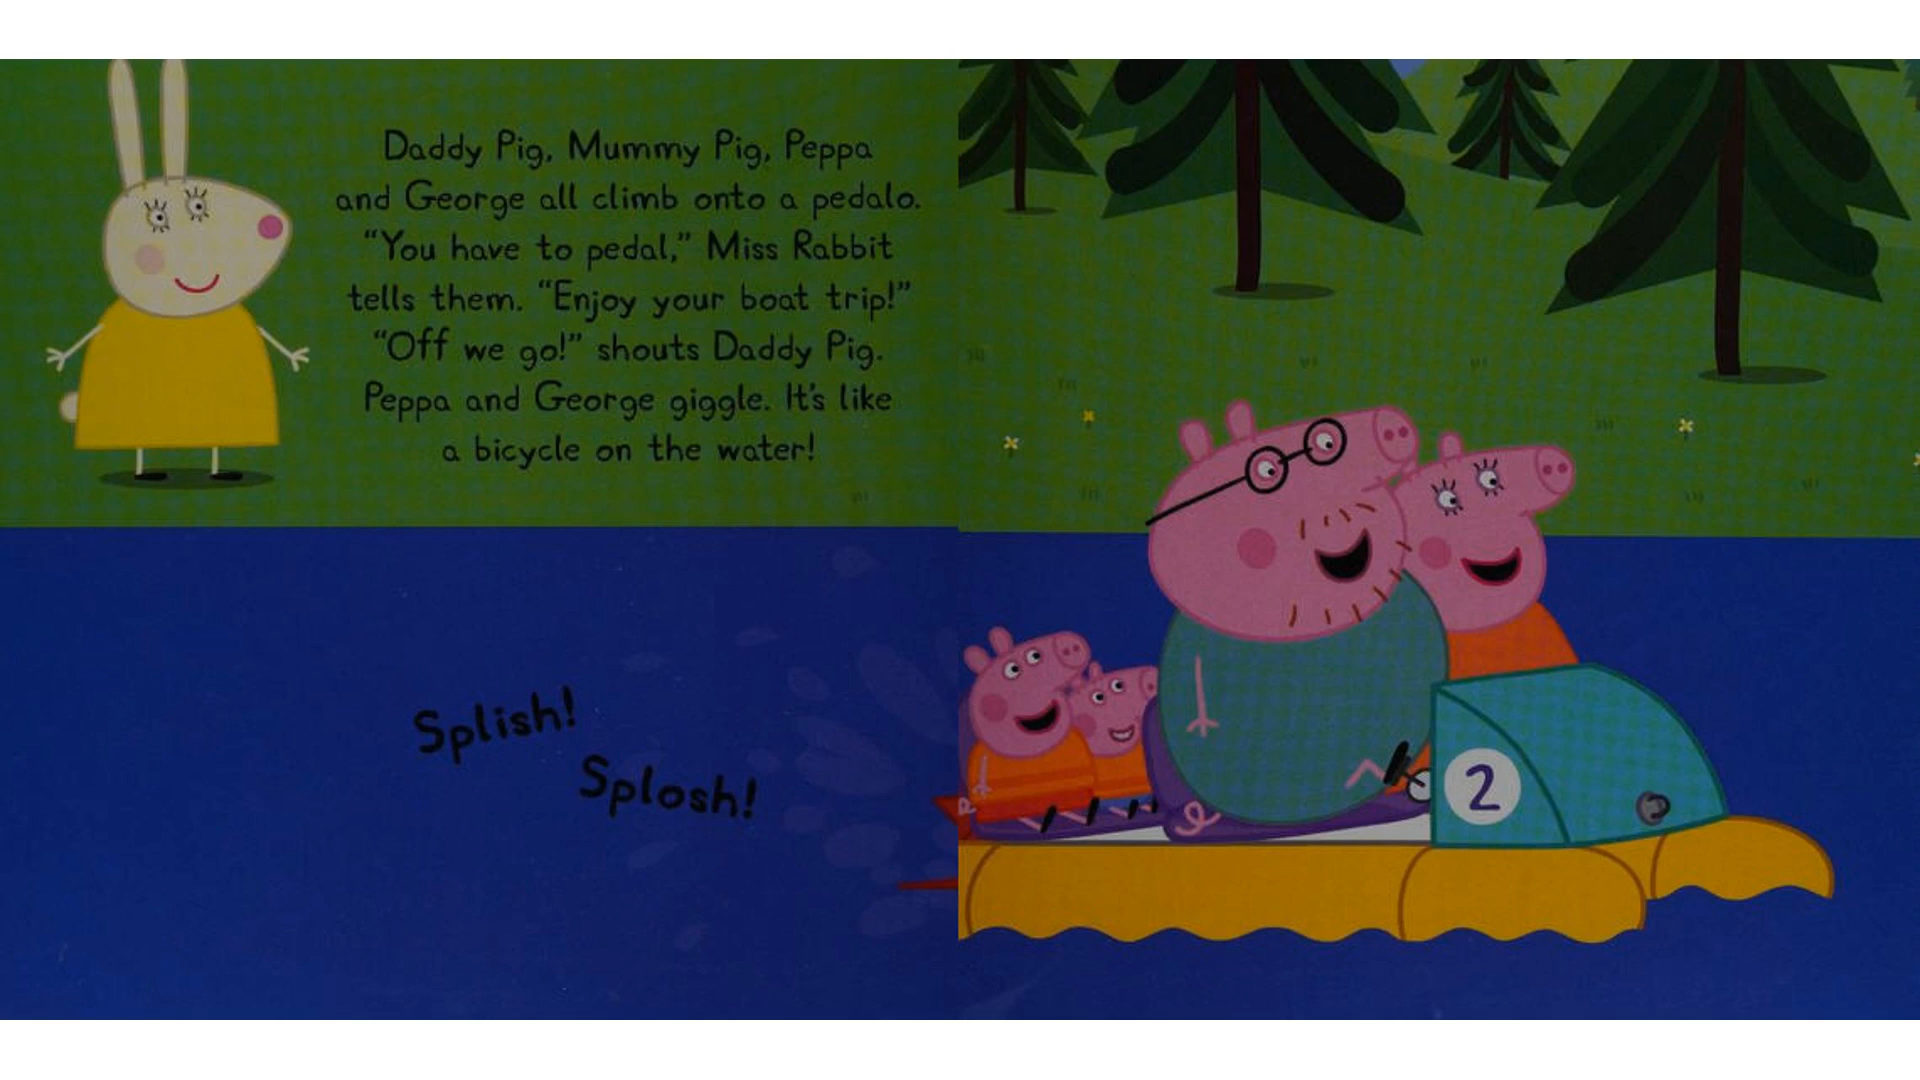 Daddy Pig, Mummy Pig, Peppa
and George all climb onto a pedalo.
“You have to pedal,” Miss Rabbit
tells them. “Enjoy your boat trip!”
“Off we go!” shouts Daddy Pig.
Peppa and George giggle. It’s like
a bicycle on the water!
Splish!
Splosh!
2